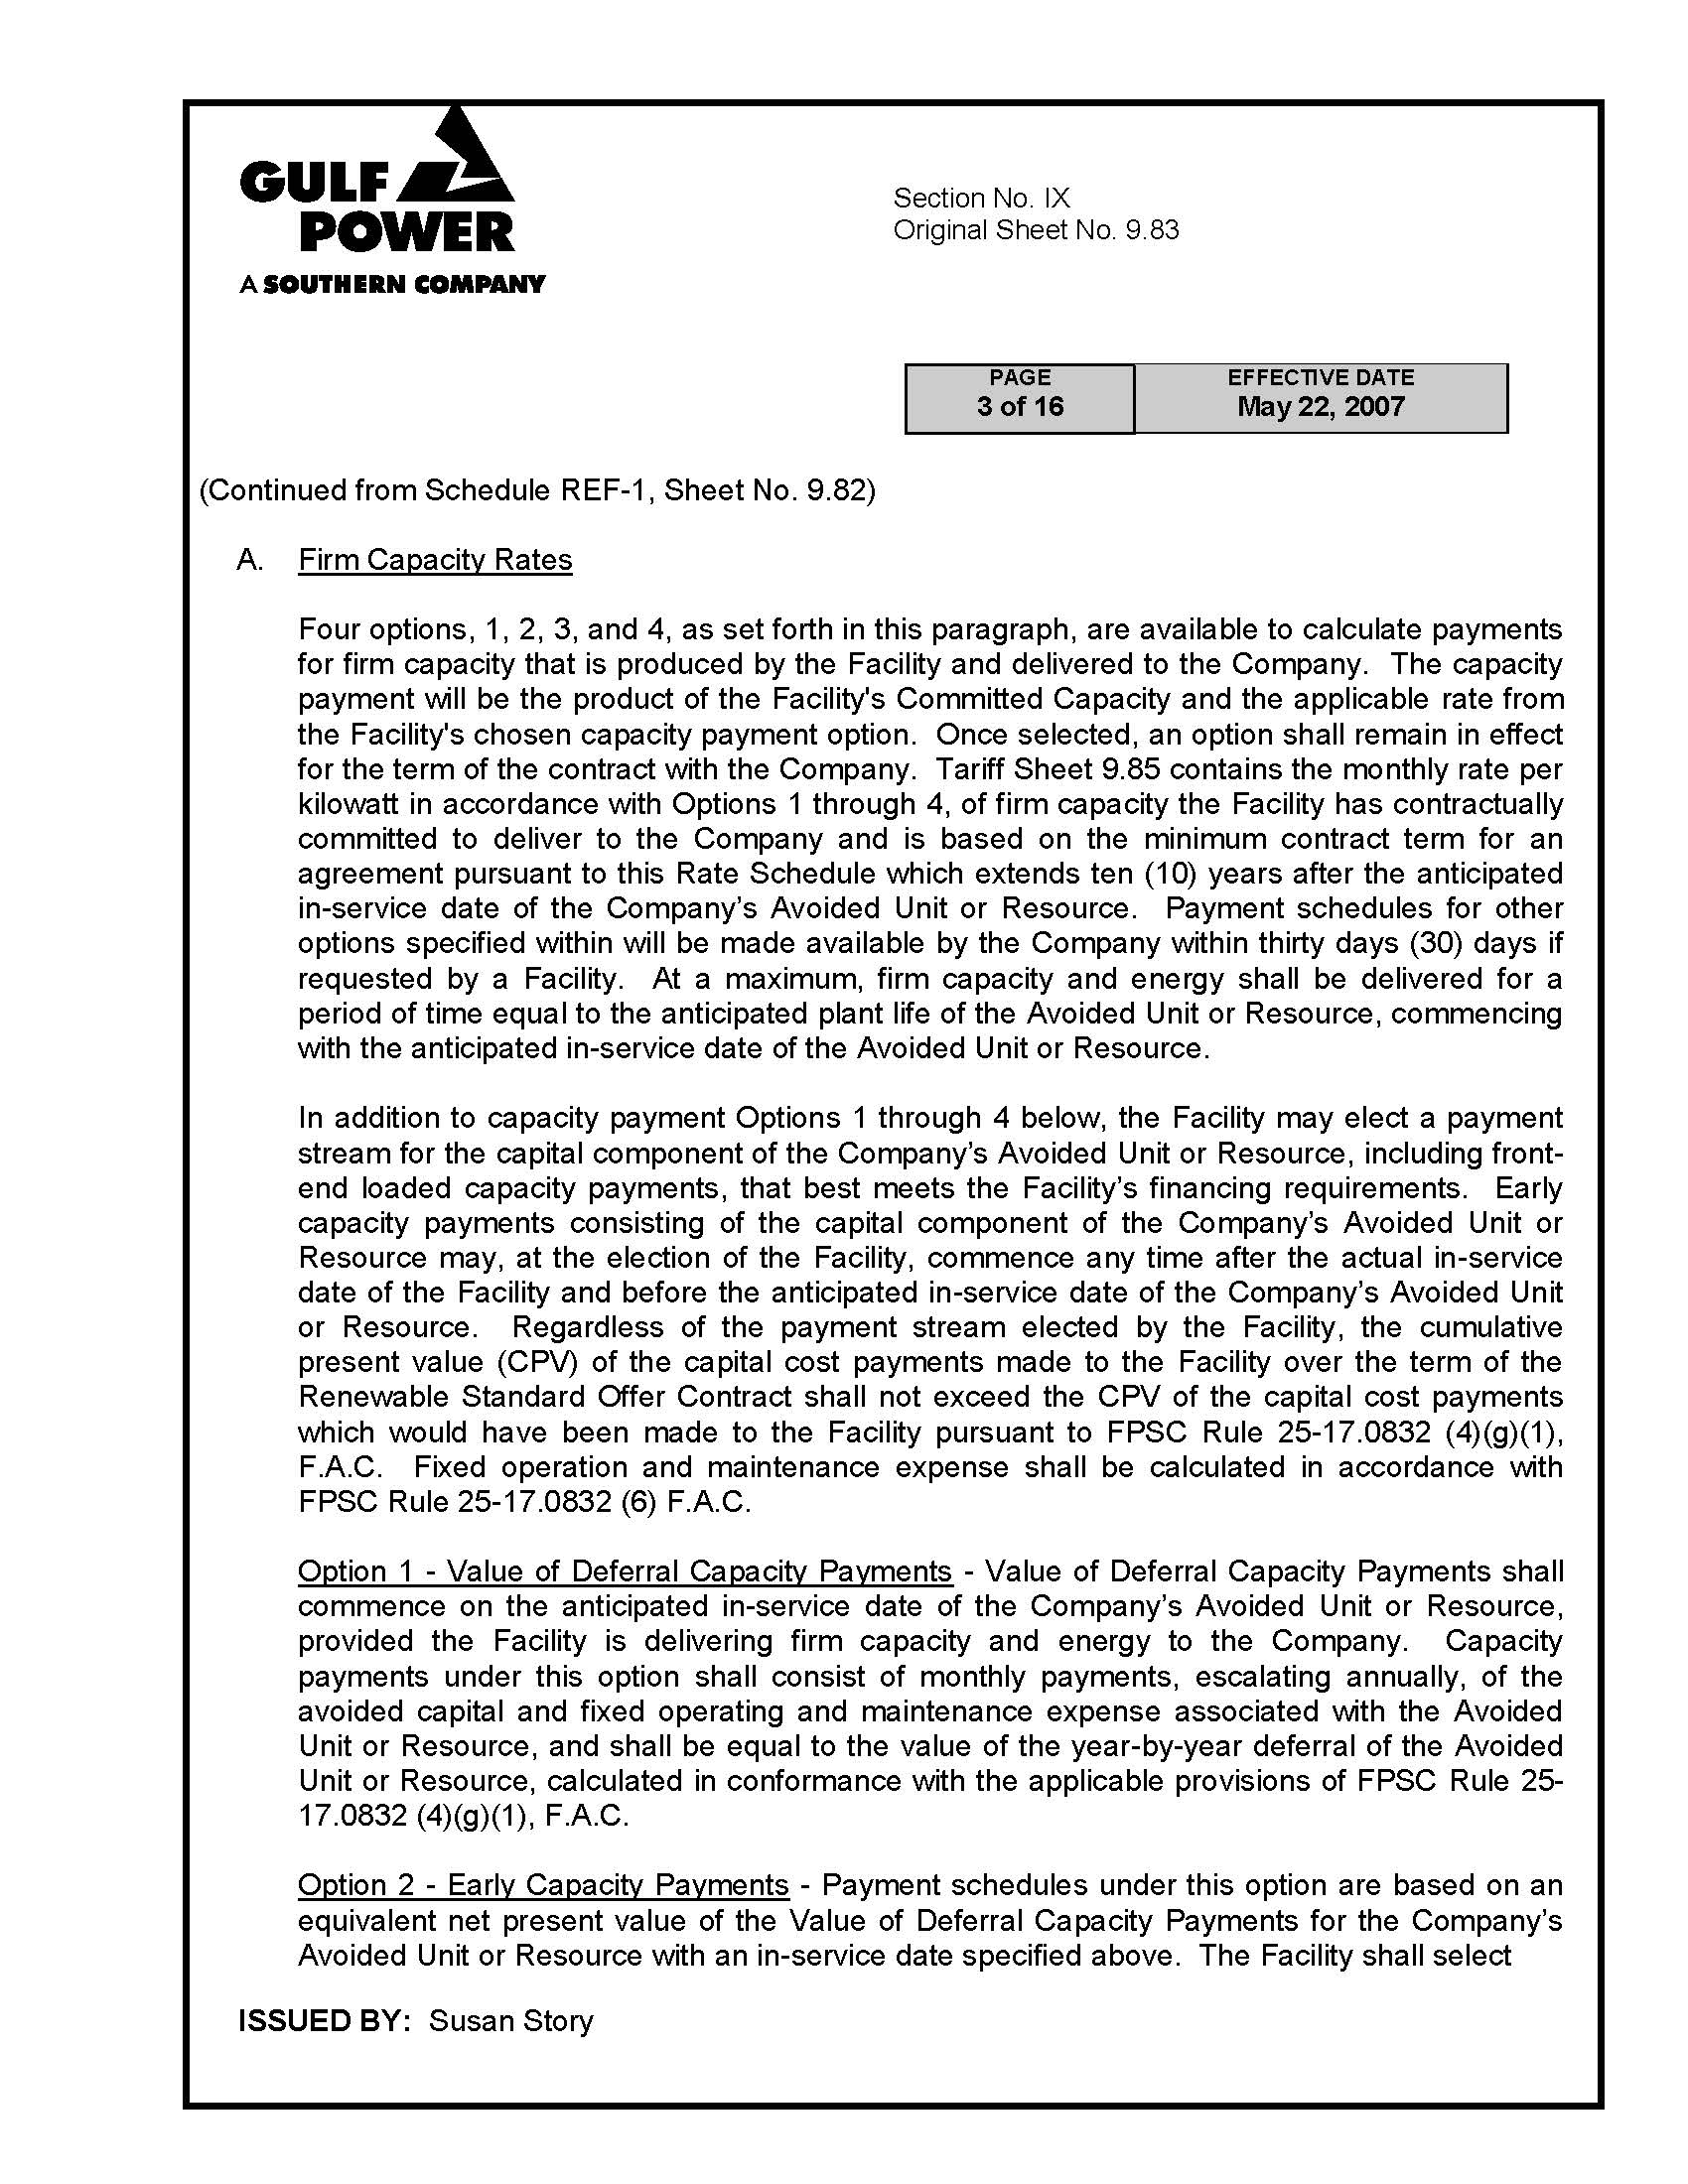 GULF
POWER
A SOUTHERN COMPANY
Section No. IX
Original Sheet No. 9.83
PAGE
3 of 16
EFFECTIVE DATE
May 22, 2007
(Continued from Schedule REF-1, Sheet No. 9.82)
A. Firm Capacity Rates
Four options, 1, 2, 3, and 4, as set forth in this paragraph, are available to calculate payments
for firm capacity that is produced by the Facility and delivered to the Company. The capacity
payment will be the product of the Facility's Committed Capacity and the applicable rate from
the Facility's chosen capacity payment option. Once selected, an option shall remain in effect
for the term of the contract with the Company. Tariff Sheet 9.85 contains the monthly rate per
kilowatt in accordance with Options 1 through 4, of firm capacity the Facility has contractually
committed to deliver to the Company and is based on the minimum contract term for an
agreement pursuant to this Rate Schedule which extends ten (10) years after the anticipated
in-service date of the Company’s Avoided Unit or Resource. Payment schedules for other
options specified within will be made available by the Company within thirty days (30) days if
requested by a Facility. At a maximum, firm capacity and energy shall be delivered for a
period of time equal to the anticipated plant life of the Avoided Unit or Resource, commencing
with the anticipated in-service date of the Avoided Unit or Resource.
In addition to capacity payment Options 1 through 4 below, the Facility may elect a payment
stream for the capital component of the Company’s Avoided Unit or Resource, including front-
end loaded capacity payments, that best meets the Facility’s financing requirements. Early
capacity payments consisting of the capital component of the Company’s Avoided Unit or
Resource may, at the election of the Facility, commence any time after the actual in-service
date of the Facility and before the anticipated in-service date of the Company’s Avoided Unit
or Resource. Regardless of the payment stream elected by the Facility, the cumulative
present value (CPV) of the capital cost payments made to the Facility over the term of the
Renewable Standard Offer Contract shall not exceed the CPV of the capital cost payments
which would have been made to the Facility pursuant to FPSC Rule 25-17.0832 (4)(g)(1),
F.A.C. Fixed operation and maintenance expense shall be calculated in accordance with
FPSC Rule 25-17.0832 (6) F.A.C.
Option 1 - Value of Deferral Capacity Payments - Value of Deferral Capacity Payments shall
commence on the anticipated in-service date of the Company’s Avoided Unit or Resource,
provided the Facility is delivering firm capacity and energy to the Company. Capacity
payments under this option shall consist of monthly payments, escalating annually, of the
avoided capital and fixed operating and maintenance expense associated with the Avoided
Unit or Resource, and shall be equal to the value of the year-by-year deferral of the Avoided
Unit or Resource, calculated in conformance with the applicable provisions of FPSC Rule 25-
17.0832 (4)(g)(1), F.A.C.
Option 2 - Early Capacity Payments - Payment schedules under this option are based on an
equivalent net present value of the Value of Deferral Capacity Payments for the Company’s
Avoided Unit or Resource with an in-service date specified above. The Facility shall select
ISSUED BY: Susan Story